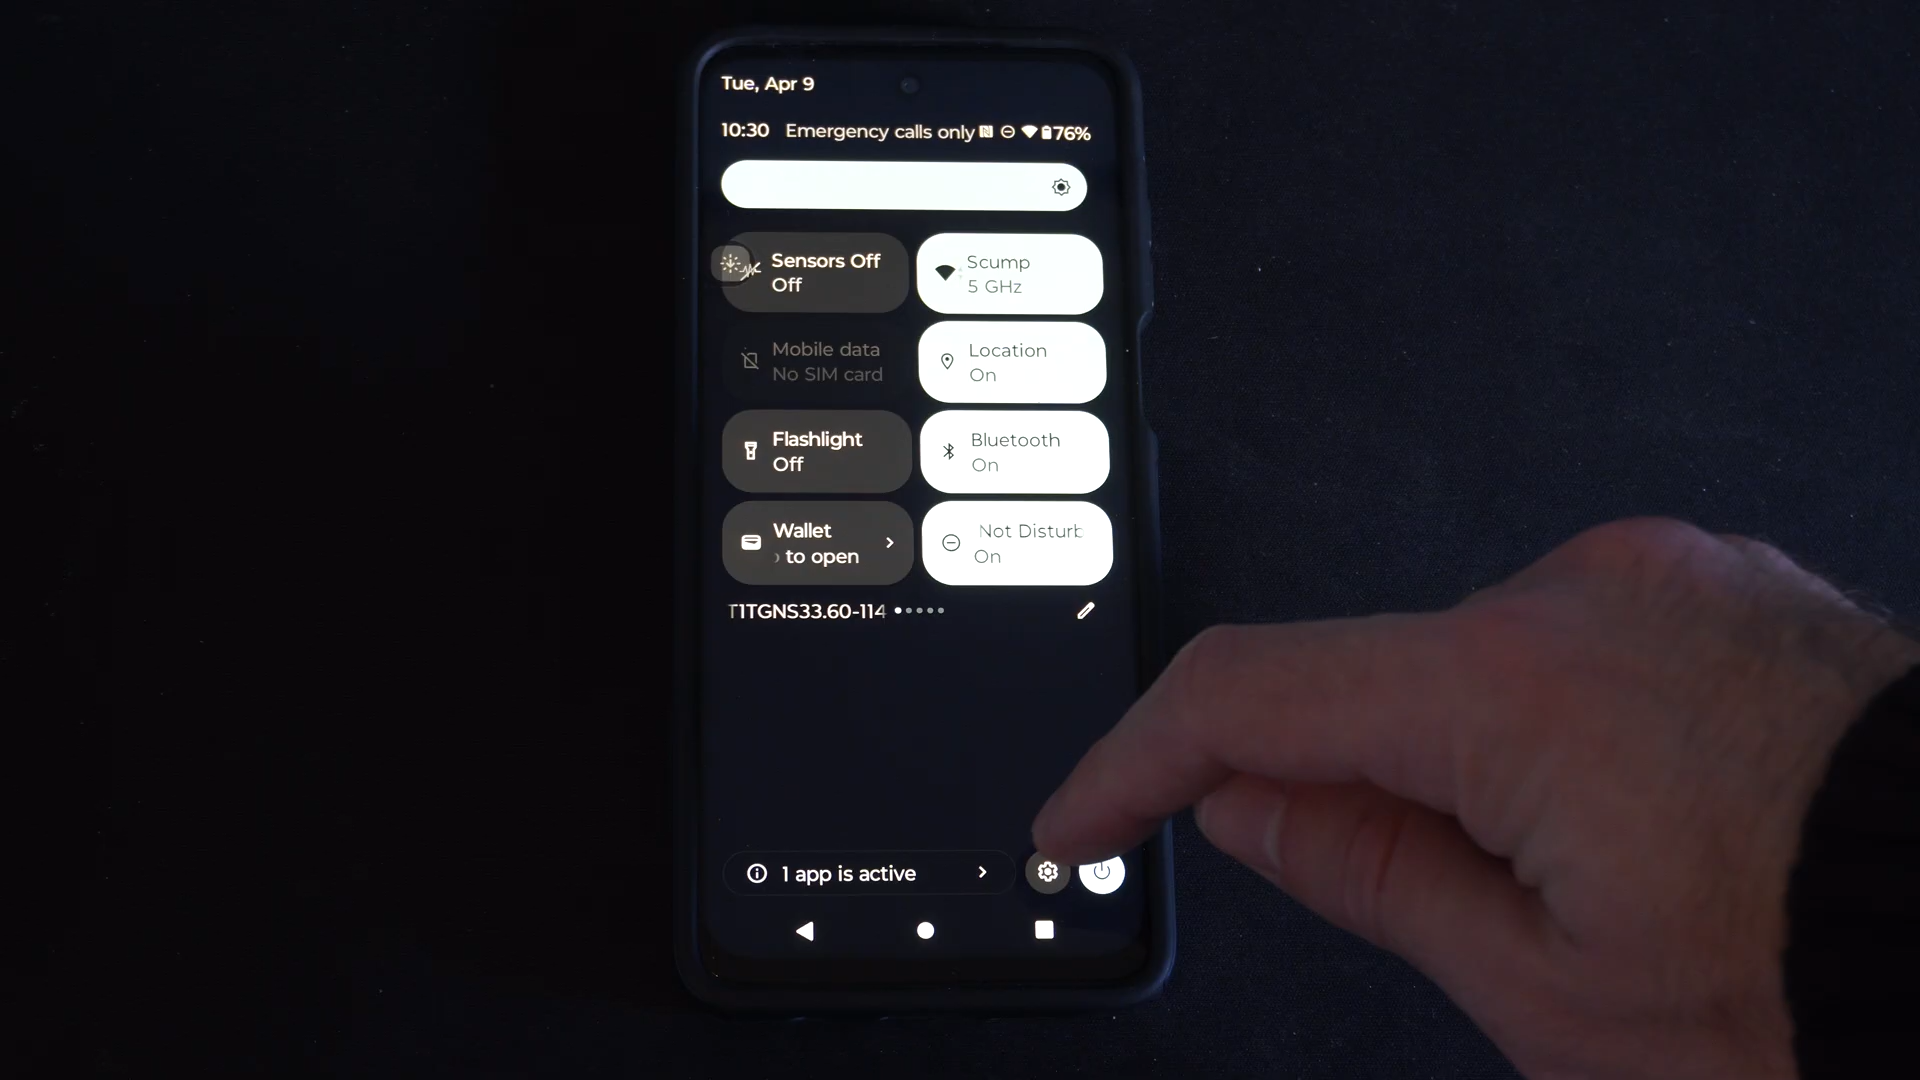 Tue, Apr 9
10:30 Emergency calls only 76%
Sensors Off
Off
Scump
5 GHz
Mobile data
No SIM card
Location
On
Flashlight
Off
Bluetooth
On
Wallet
to open
Not Disturb
On
T1TGNS33.60-114
1 app is active